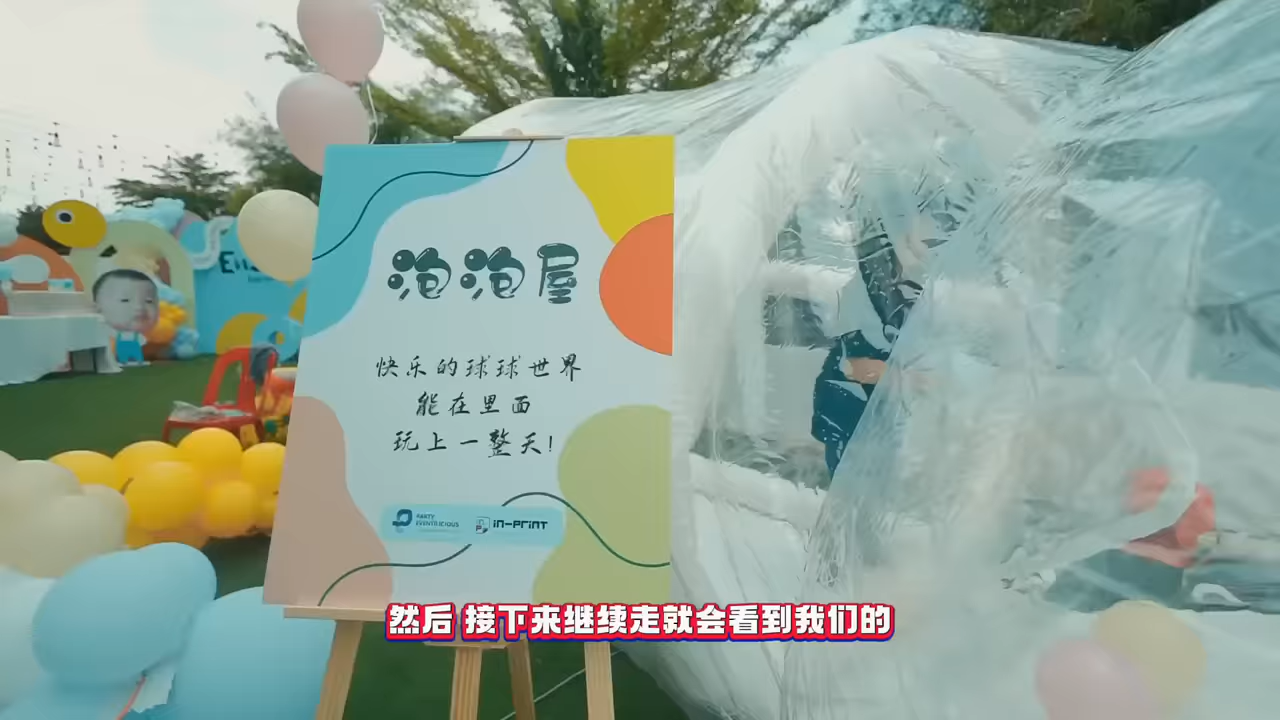 泡泡屋
快乐的球球世界
能在里面
玩上一整天!
PARTY
EVENTLICIOUS
in-print
然后 接下来继续走就会看到我们的